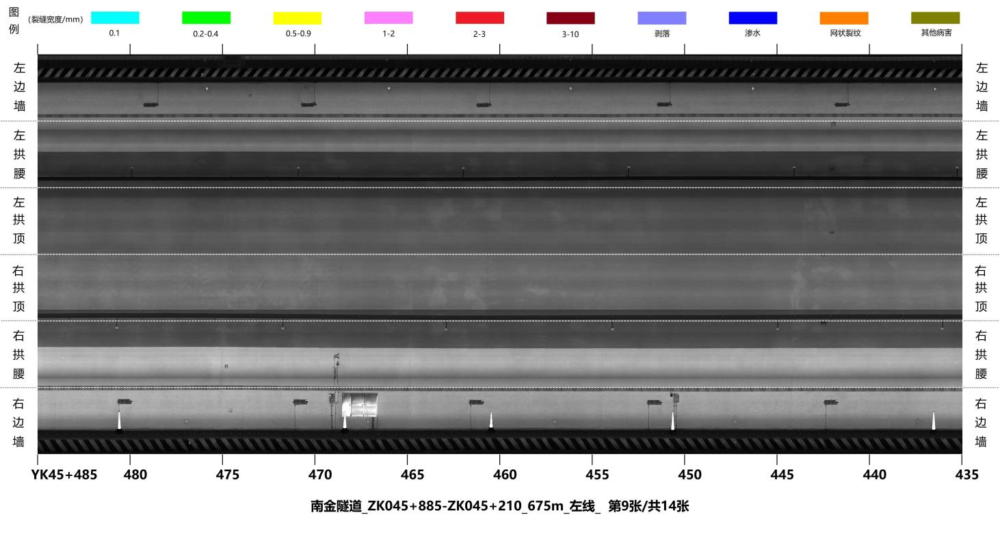 图例
(裂缝宽度/mm)
0.1 0.2-0.4 0.5-0.9 1-2 2-3 3-10 剥落 渗水 网状裂纹 其他病害
左边墙 左边墙
左拱腰 左拱腰
左拱顶 左拱顶
右拱顶 右拱顶
右拱腰 右拱腰
右边墙 右边墙
YK45+485 480 475 470 465 460 455 450 445 440 435
南金隧道_ZK045+885-ZK045+210_675m_左线_ 第9张/共14张